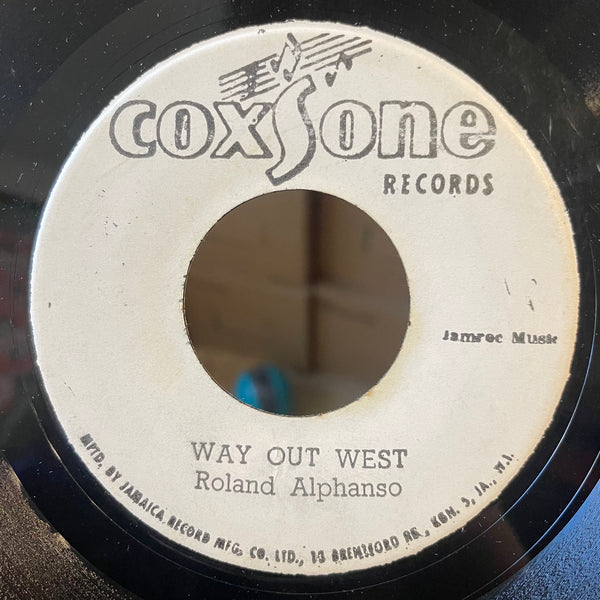 coxSone
RECORDS
Jamrec Music
WAY OUT WEST
Roland Alphanso
MFTD, BY JAMAICA RECORD MFG. CO. LTD., 13 BRENTFORD RD., KGN. 5, JA., W.I.